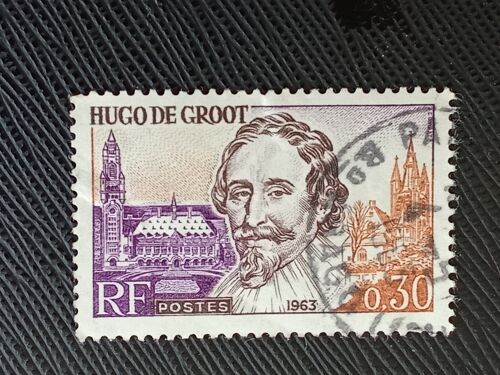 HUGO DE GROOT
RF POSTES 1963 0,30